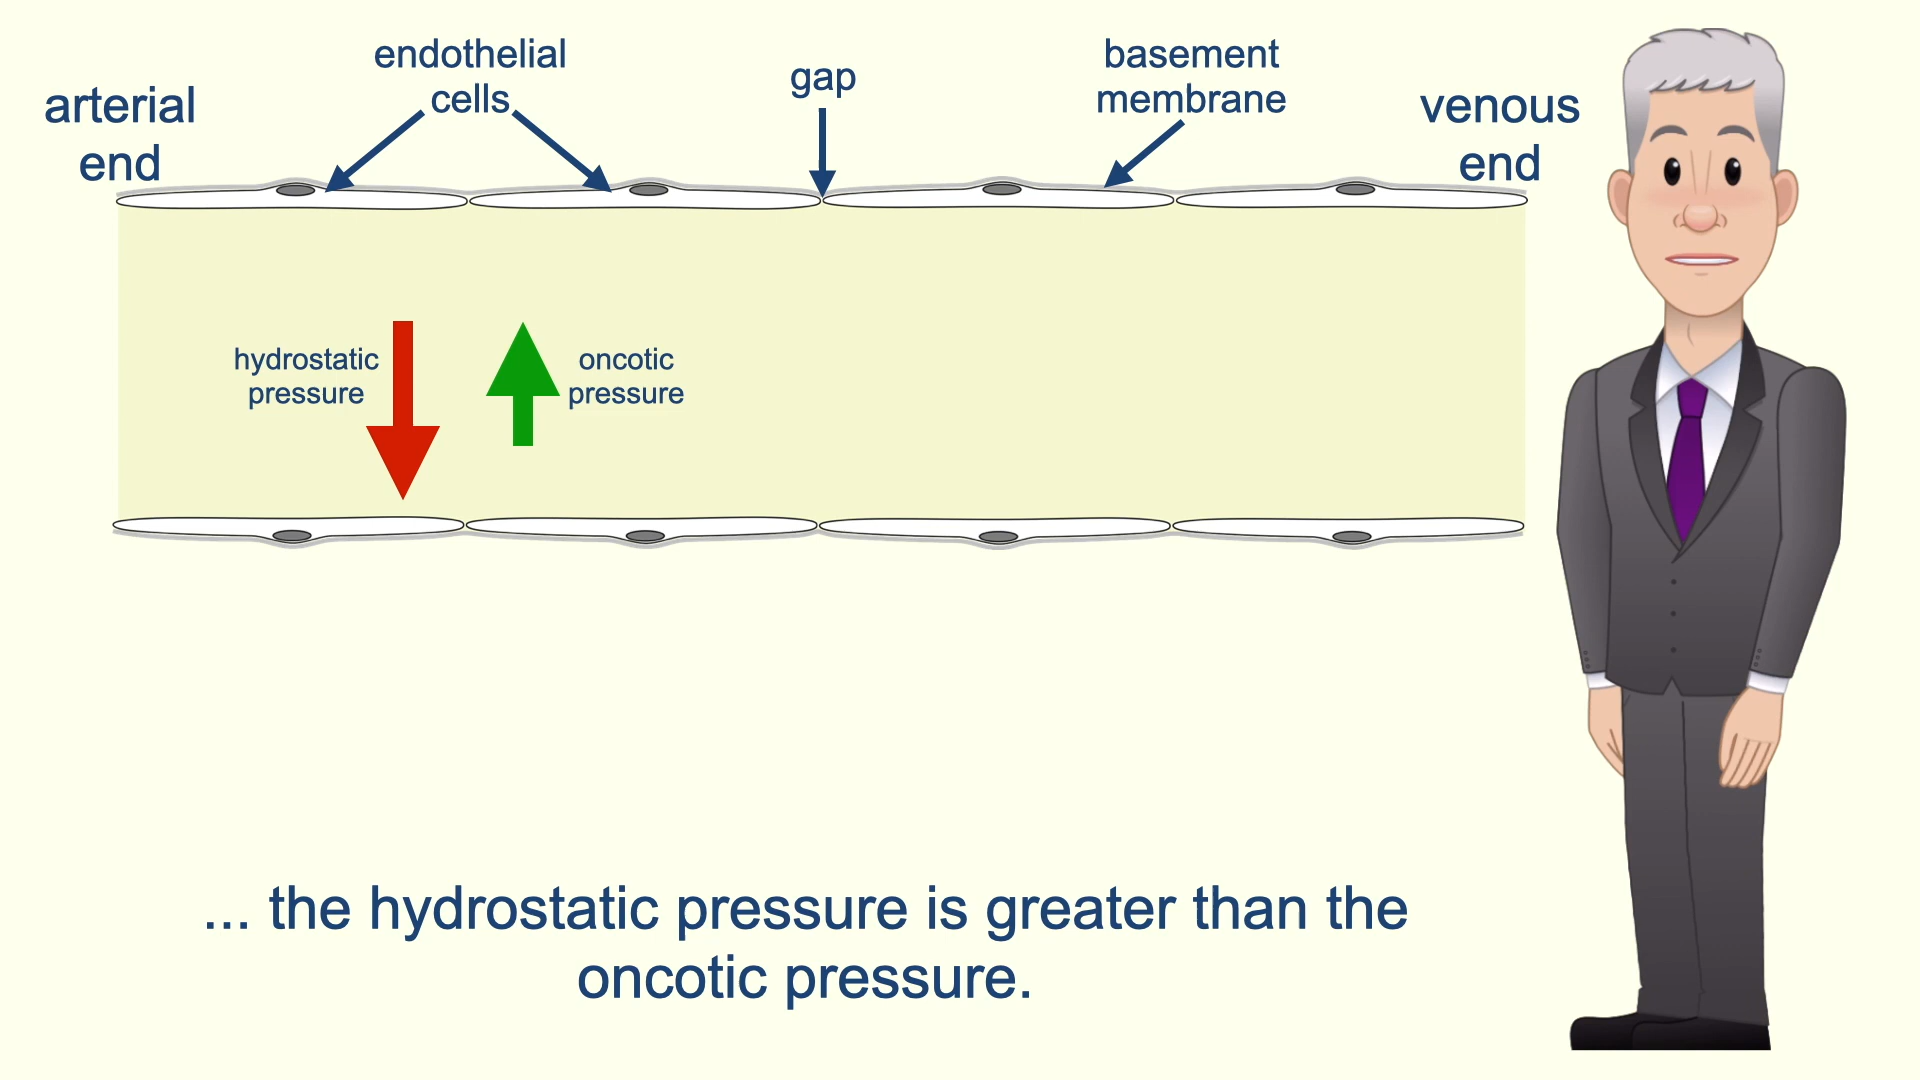 endothelial
cells
gap
basement
membrane
arterial
end
venous
end
hydrostatic
pressure
oncotic
pressure
... the hydrostatic pressure is greater than the
oncotic pressure.